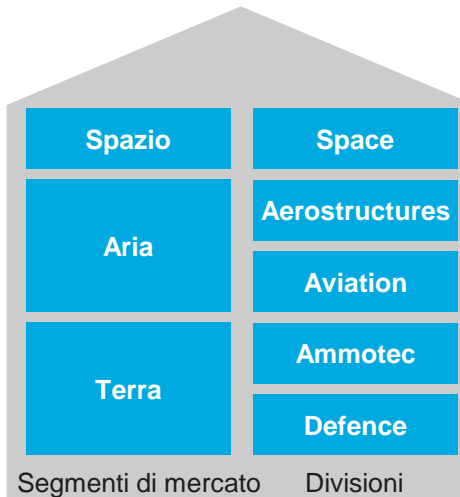 Spazio
Space
Aria
Aerostructures
Aviation
Terra
Ammotec
Defence
Segmenti di mercato
Divisioni